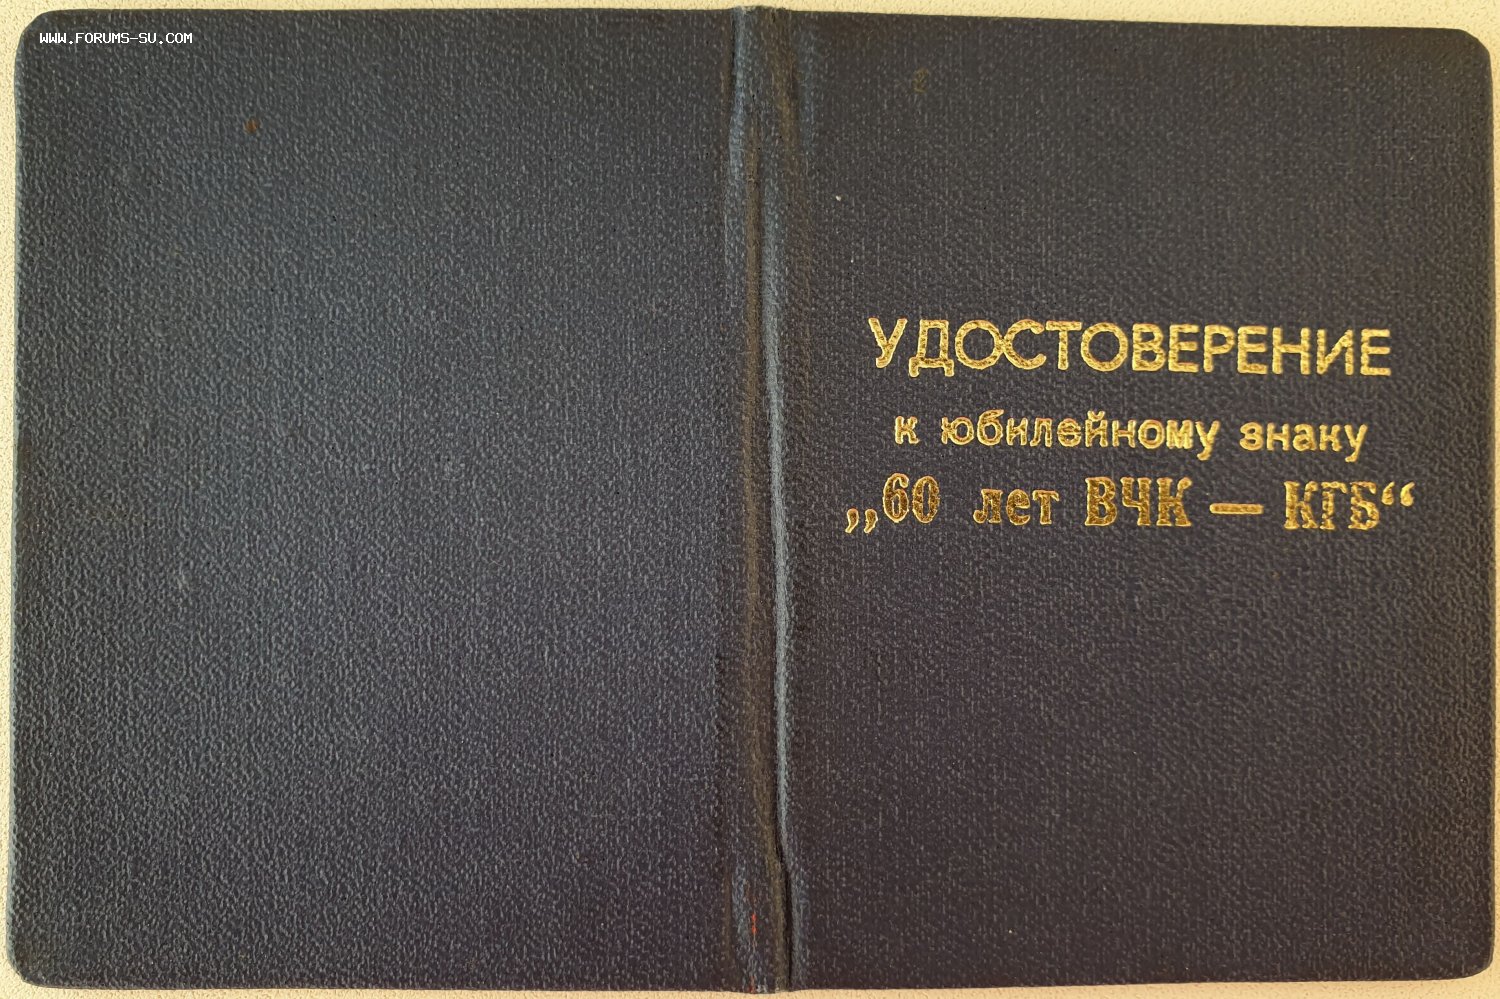 WWW.FORUMS-SU.COM
УДОСТОВЕРЕНИЕ
к юбилейному знаку
„60 лет ВЧК — КГБ“